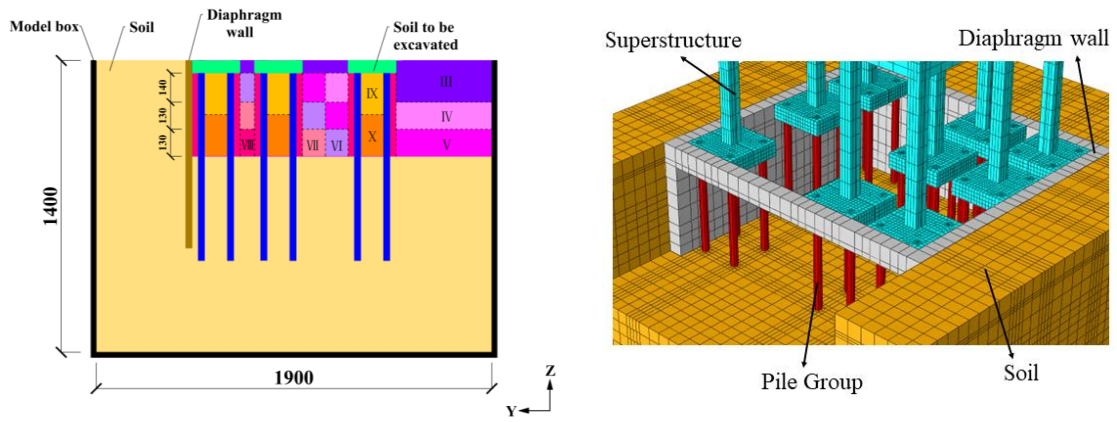 Model box
Soil
Diaphragm
wall
Soil to be
excavated
140
130
130
III
IV
V
IX
X
VIII
VII
VI
1400
1900
Z
Y
Superstructure
Diaphragm wall
Pile Group
Soil